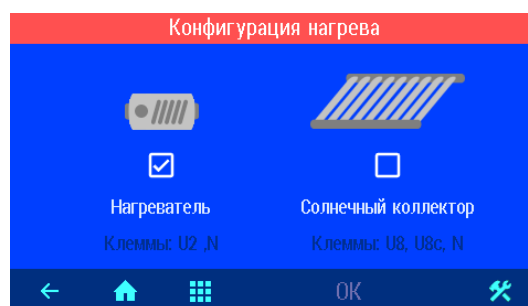 Конфигурация нагрева
Нагреватель
Солнечный коллектор
Клеммы: U2 ,N
Клеммы: U8, U8c, N
OK